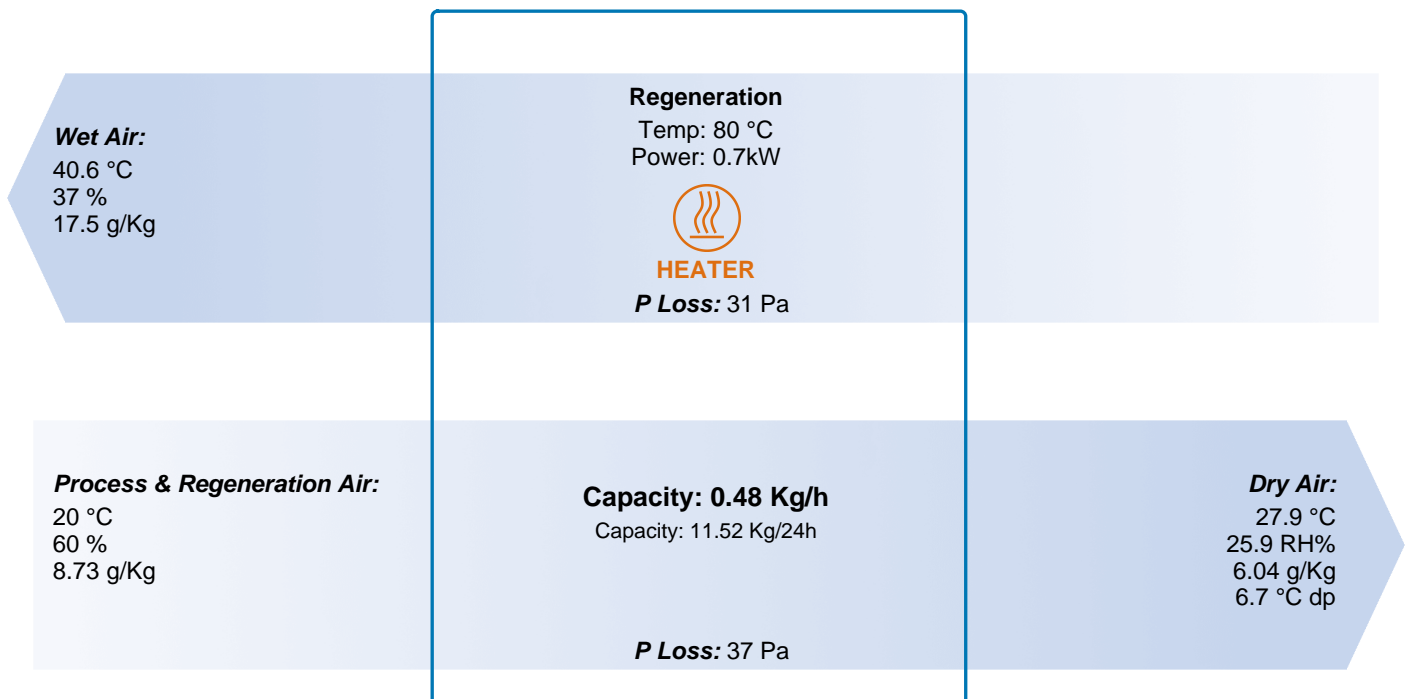 Regeneration
Temp: 80 °C
Power: 0.7kW
HEATER
P Loss: 31 Pa
Wet Air:
40.6 °C
37 %
17.5 g/Kg
Process & Regeneration Air:
20 °C
60 %
8.73 g/Kg
Capacity: 0.48 Kg/h
Capacity: 11.52 Kg/24h
P Loss: 37 Pa
Dry Air:
27.9 °C
25.9 RH%
6.04 g/Kg
6.7 °C dp